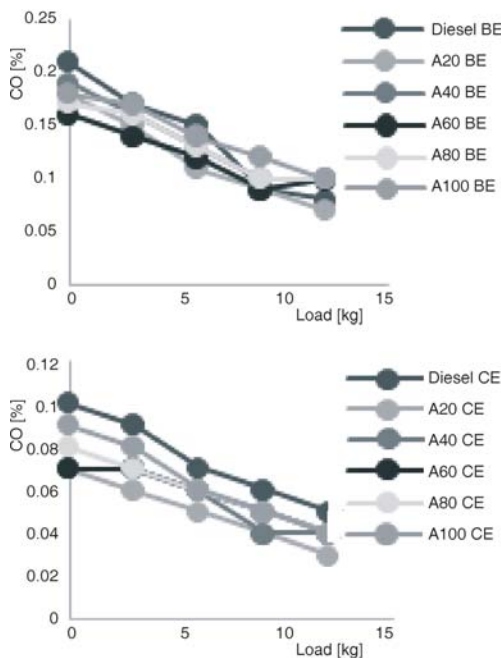 0.25
0.2
0.15
0.1
0.05
0
CO [%]
0 5 10 15
Load [kg]
Diesel BE
A20 BE
A40 BE
A60 BE
A80 BE
A100 BE
0.12
0.1
0.08
0.06
0.04
0.02
0
CO [%]
0 5 10 15
Load [kg]
Diesel CE
A20 CE
A40 CE
A60 CE
A80 CE
A100 CE